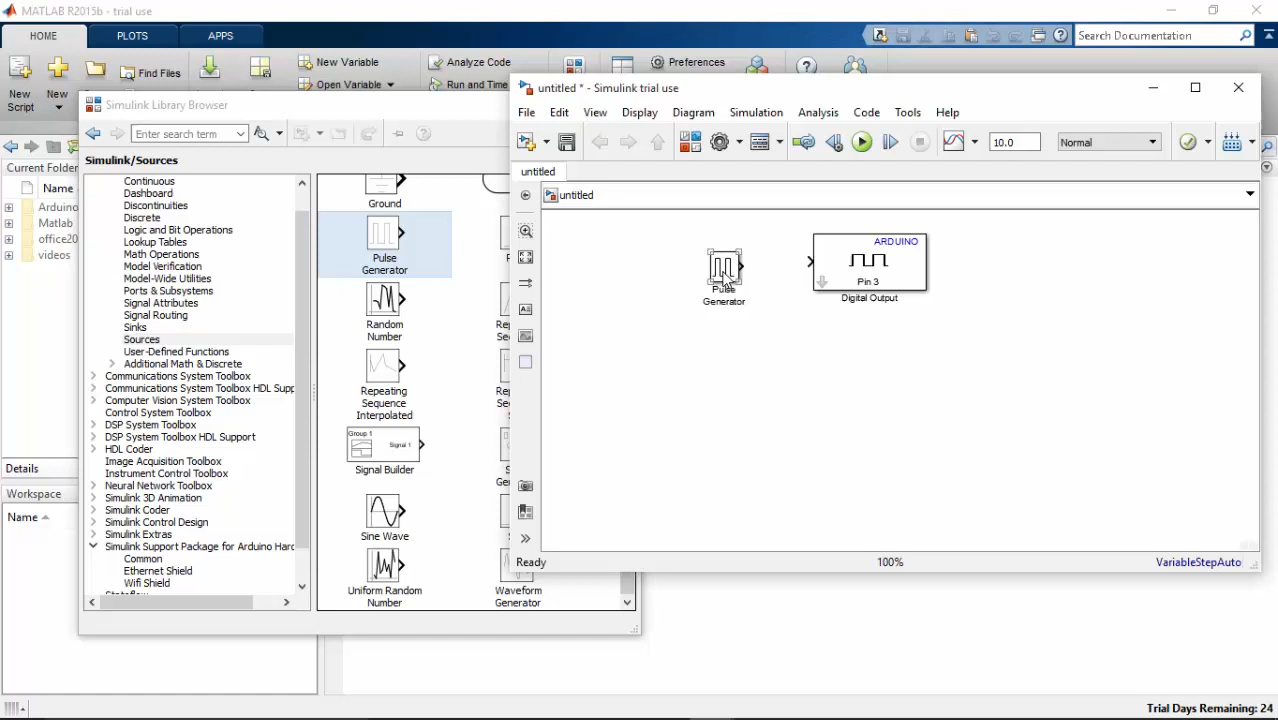 MATLAB R2015b - trial use
HOME
PLOTS
APPS
Search Documentation
New Script
New
Find Files
New Variable
Open Variable
Analyze Code
Run and Time
Preferences
Current Folder
Name
Arduino
Matlab
office20
videos
Details
Workspace
Name
Simulink Library Browser
Enter search term
Simulink/Sources
Continuous
Dashboard
Discontinuities
Discrete
Logic and Bit Operations
Lookup Tables
Math Operations
Model Verification
Model-Wide Utilities
Ports & Subsystems
Signal Attributes
Signal Routing
Sinks
Sources
User-Defined Functions
Additional Math & Discrete
Communications System Toolbox
Communications System Toolbox HDL Supp
Computer Vision System Toolbox
Control System Toolbox
DSP System Toolbox
DSP System Toolbox HDL Support
HDL Coder
Image Acquisition Toolbox
Instrument Control Toolbox
Neural Network Toolbox
Simulink 3D Animation
Simulink Coder
Simulink Control Design
Simulink Extras
Simulink Support Package for Arduino Hard
Common
Ethernet Shield
Wifi Shield
Ground
Pulse
Generator
Random
Number
Repeating
Sequence
Interpolated
Group 1
Signal 1
Signal Builder
Sine Wave
Uniform Random
Number
Waveform
Generator
untitled * - Simulink trial use
File
Edit
View
Display
Diagram
Simulation
Analysis
Code
Tools
Help
10.0
Normal
untitled
untitled
Pulse
Generator
ARDUINO
Pin 3
Digital Output
Ready
100%
VariableStepAuto
Trial Days Remaining: 24